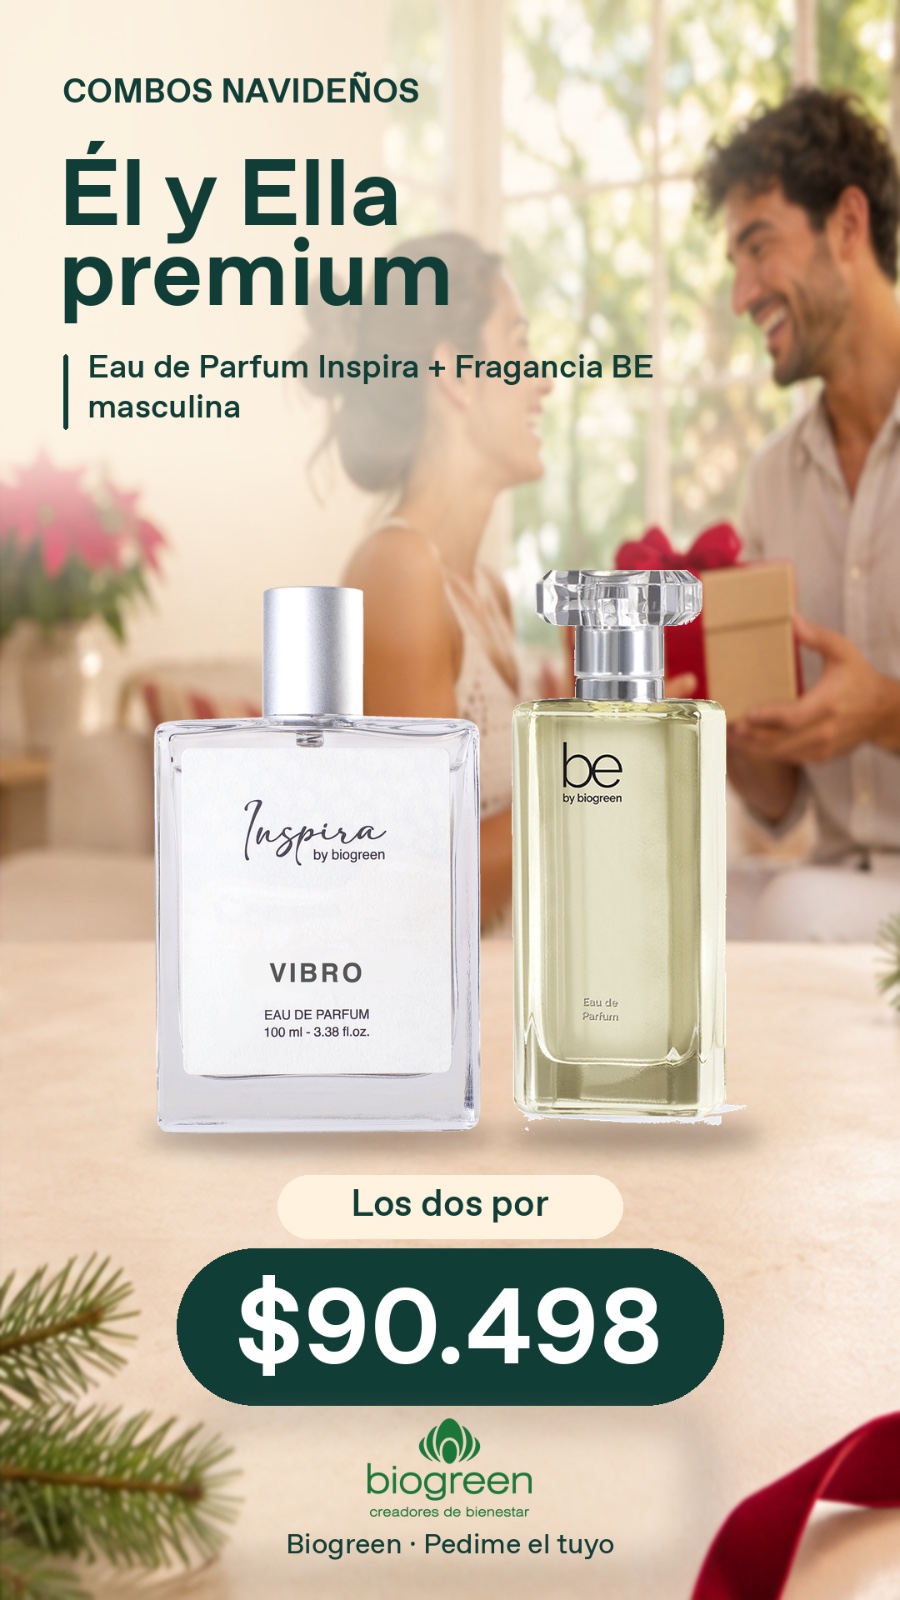 COMBOS NAVIDEÑOS
Él y Ella
premium
Eau de Parfum Inspira + Fragancia BE
masculina
Inspira
by biogreen
VIBRO
EAU DE PARFUM
100 ml - 3.38 fl.oz.
be
by biogreen
Eau de
Parfum
Los dos por
$90.498
biogreen
creadores de bienestar
Biogreen · Pedime el tuyo